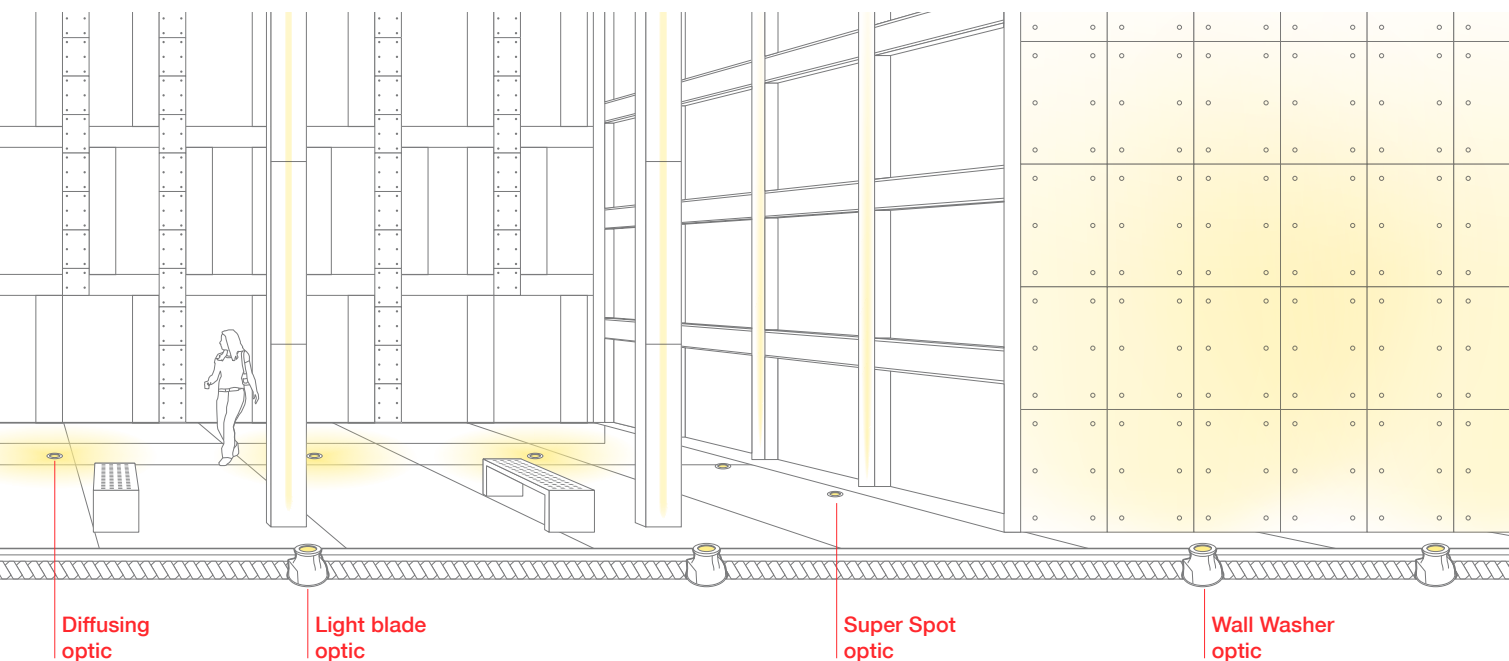 Diffusing
optic
Light blade
optic
Super Spot
optic
Wall Washer
optic